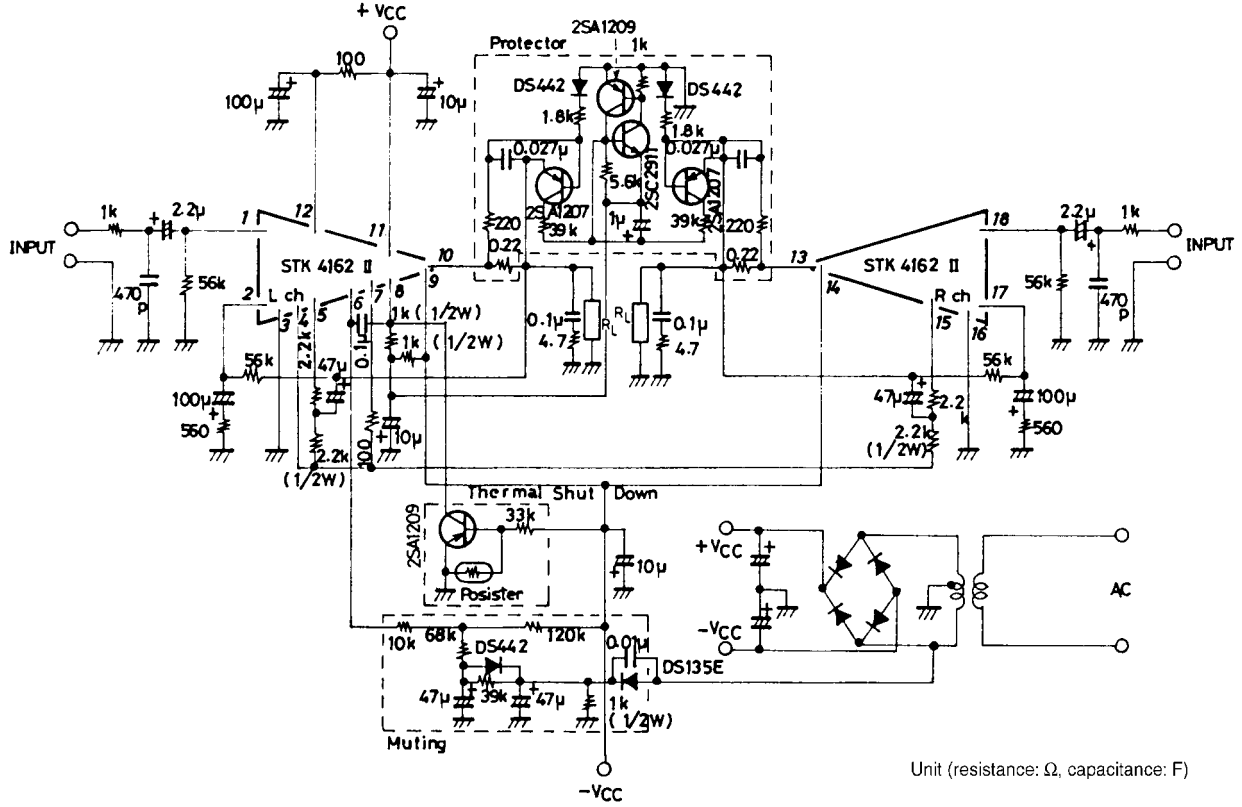 + VCC
2SA1209
Protector
1k
100
DS442
DS442
100µ
10µ
1.8k
1.8k
0.027µ
0.027µ
2SC2911
5.6k
2SA1207
2SA1207
1µ
39k
39k
220
220
0.22
0.22
1k
2.2µ
1
12
11
10
9
INPUT
STK 4162 II
L ch
2
3
4
5
6
7
8
470
p
56k
13
14
STK 4162 II
R ch
18
17
15
16
2.2µ
1k
INPUT
56k
470
p
1k (1/2W)
1k (1/2W)
0.1µ
4.7
RL
RL
0.1µ
4.7
2.2k
0.1µ
56k
47µ
100µ
560
2.2k
(1/2W)
100
10µ
56k
47µ
2.2
k
100µ
560
2.2k
(1/2W)
Thermal Shut Down
2SA1209
33k
10µ
Posister
+VCC
-VCC
AC
10k
68k
120k
0.01µ
DS442
DS135E
47µ
39k
47µ
1k
(1/2W)
Muting
-VCC
Unit (resistance: Ω, capacitance: F)